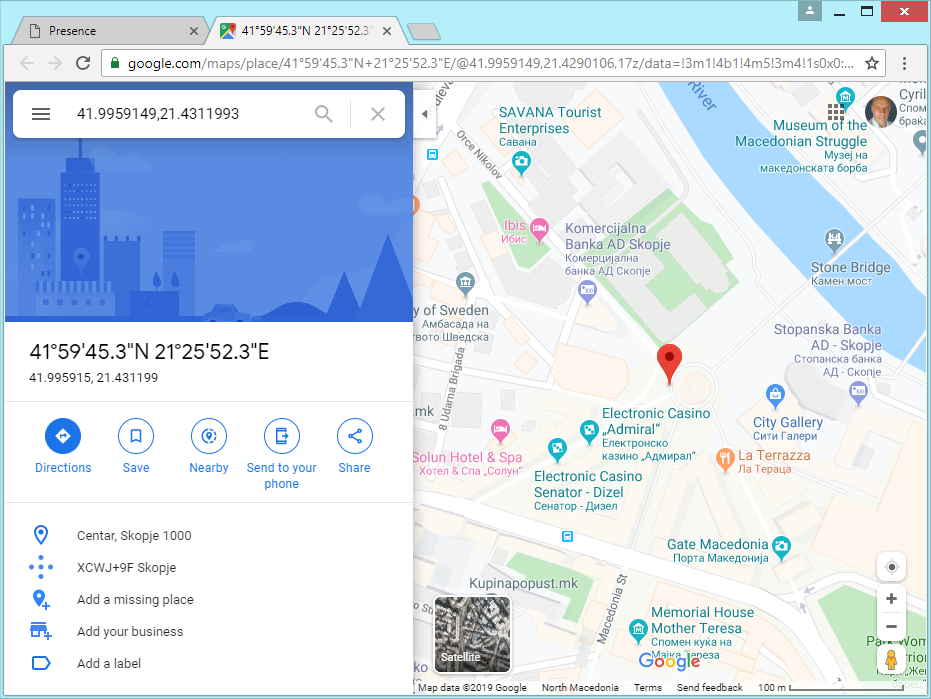 Presence
41°59'45.3"N 21°25'52.3"
google.com/maps/place/41°59'45.3"N+21°25'52.3"E/@41.9959149,21.4290106,17z/data=!3m1!4b1!4m5!3m4!1s0x0:...
41.9959149,21.4311993
41°59'45.3"N 21°25'52.3"E
41.995915, 21.431199
Directions
Save
Nearby
Send to your
phone
Share
Centar, Skopje 1000
XCWJ+9F Skopje
Add a missing place
Add your business
Add a label
River
Cyril
Спом
браќа
SAVANA Tourist
Enterprises
Савана
Orce Nikolov
Museum of the
Macedonian Struggle
Музеј на
македонската борба
Ibis
Ибис
Komercijalna
Banka AD Skopje
Комерцијална
банка АД Скопје
Stone Bridge
Камен мост
y of Sweden
Амбасада на
твото Шведска
Stopanska Banka
AD - Skopje
Стопанска банка
АД - Скопје
8 Udarna Brigada
mk
Electronic Casino
„Admiral“
Електронско
казино „Адмирал“
City Gallery
Сити Галери
Solun Hotel & Spa
Хотел & Спа „Солун“
La Terrazza
Ла Тераца
Electronic Casino
Senator - Dizel
Сенатор - Дизел
Gate Macedonia
Порта Македонија
Kupinapopust.mk
Macedonia St
Memorial House
Mother Teresa
Спомен куќа на
Мајка Тереза
Park Wom
Satellite
Google
Map data ©2019 Google
North Macedonia
Terms
Send feedback
100 m